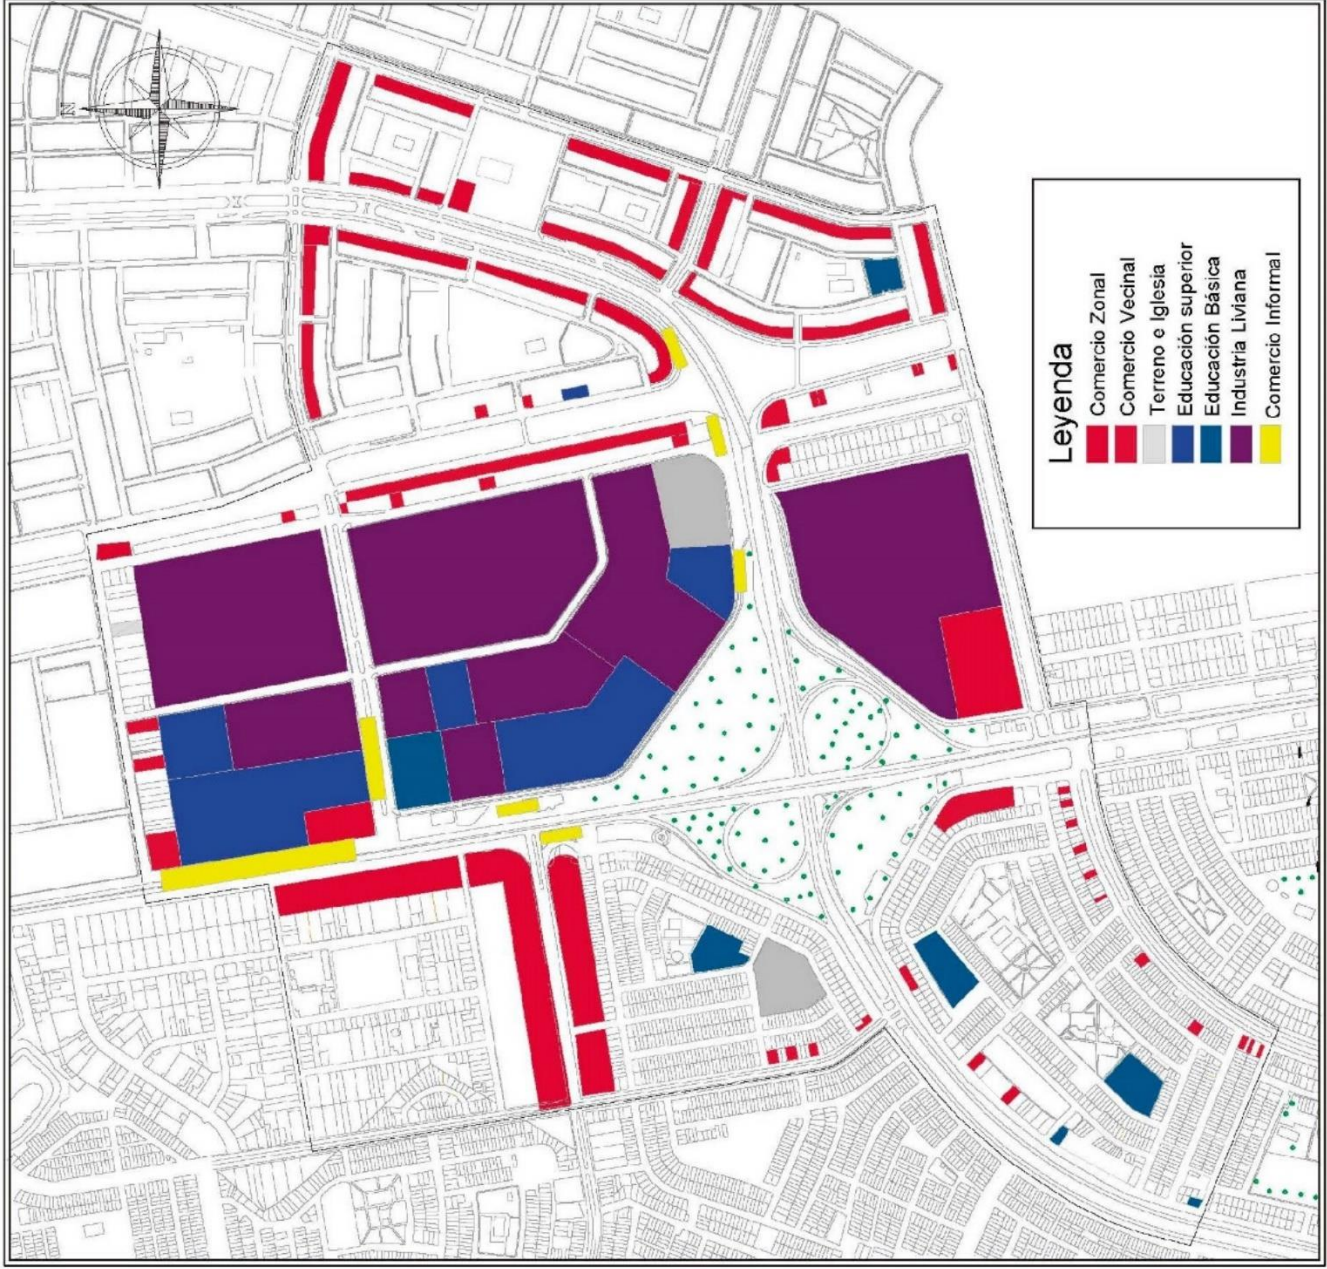 N
Leyenda
Comercio Zonal
Comercio Vecinal
Terreno e Iglesia
Educación superior
Educación Básica
Industria Liviana
Comercio Informal